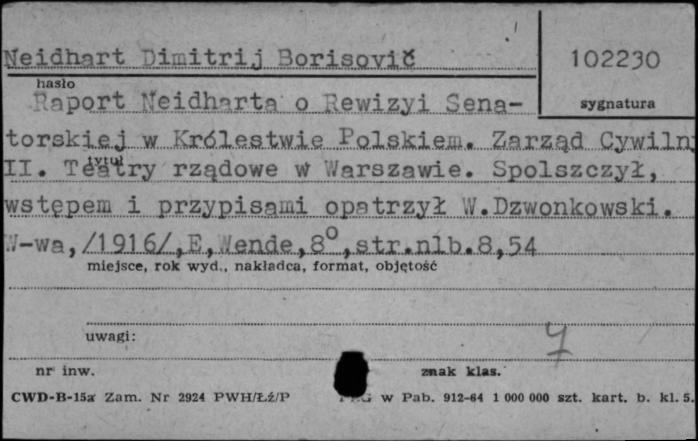 Neidhart Dimitrij Borisovič
102230
hasło
sygnatura
Raport Neidharta o Rewizyi Sena-
torskiej w Królestwie Polskiem. Zarząd Cywiln
II. Teatry rządowe w Warszawie. Spolszczył,
tytuł
wstępem i przypisami opatrzył W.Dzwonkowski.
W-wa,/1916/,E,Wende,8°,str.nlb.8,54
miejsce, rok wyd., nakładca, format, objętość
uwagi:
7
nr inw.
znak klas.
CWD-B-15a Zam. Nr 2924 PWH/Łź/P
w Pab. 912-64 1 000 000 szt. kart. b. kl. 5.